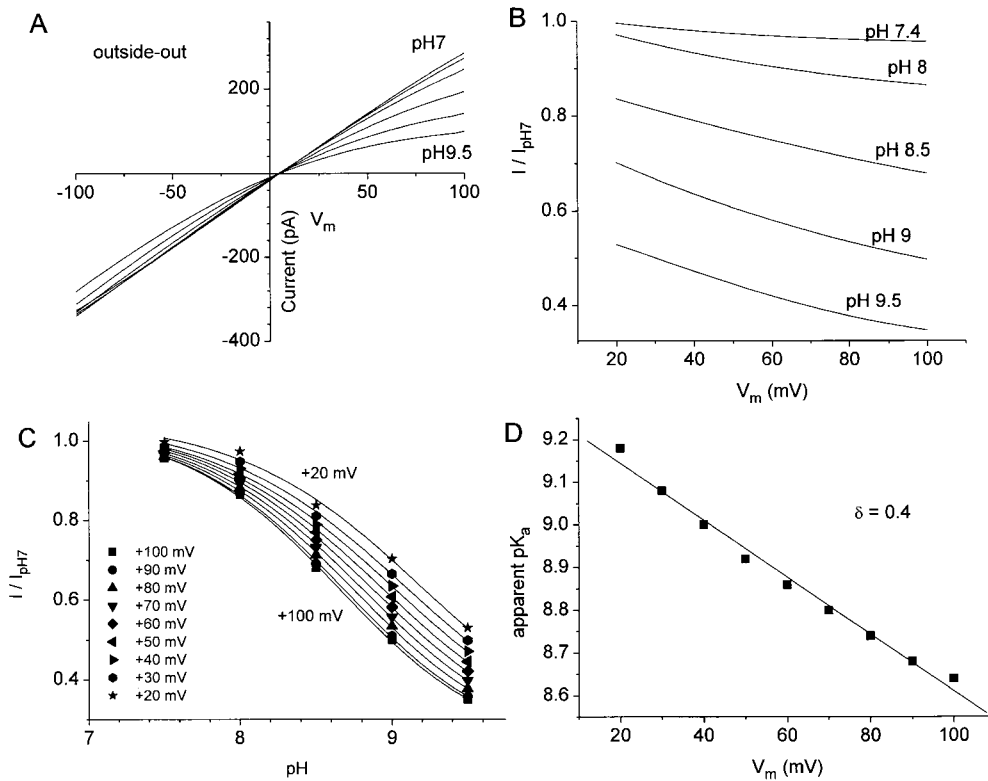 A
outside-out
pH7
pH9.5
200
-100
-50
50
100
V_m
-200
-400
Current (pA)
B
1.0
0.8
0.6
0.4
I / I_pH7
pH 7.4
pH 8
pH 8.5
pH 9
pH 9.5
20
40
60
80
100
V_m (mV)
C
1.0
0.8
0.6
0.4
I / I_pH7
+20 mV
+100 mV
+100 mV
+90 mV
+80 mV
+70 mV
+60 mV
+50 mV
+40 mV
+30 mV
+20 mV
7
8
9
pH
D
9.2
9.1
9.0
8.9
8.8
8.7
8.6
apparent pK_a
δ = 0.4
20
40
60
80
100
V_m (mV)